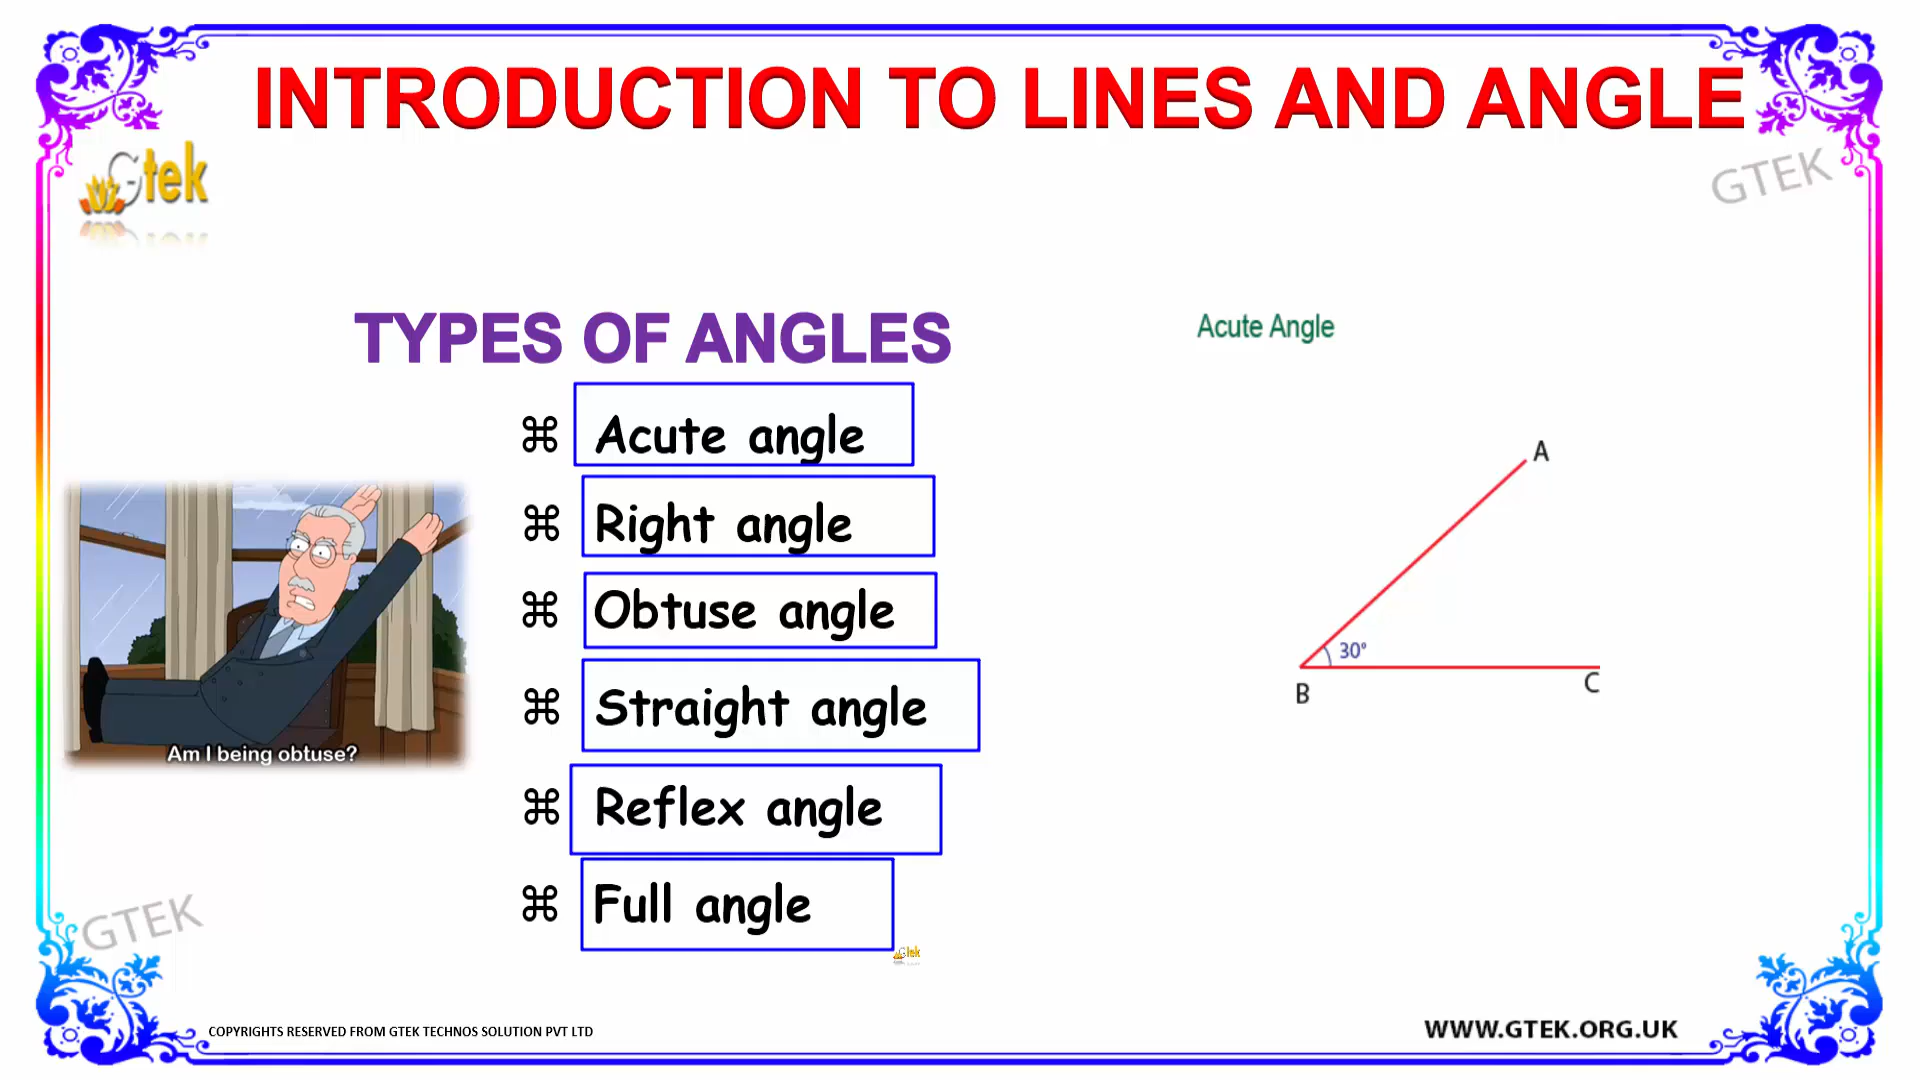 INTRODUCTION TO LINES AND ANGLE
Gtek
GTEK
TYPES OF ANGLES
⌘ Acute angle
⌘ Right angle
⌘ Obtuse angle
⌘ Straight angle
⌘ Reflex angle
⌘ Full angle
Am I being obtuse?
Acute Angle
A
30°
B
C
GTEK
Gtek
COPYRIGHTS RESERVED FROM GTEK TECHNOS SOLUTION PVT LTD
WWW.GTEK.ORG.UK